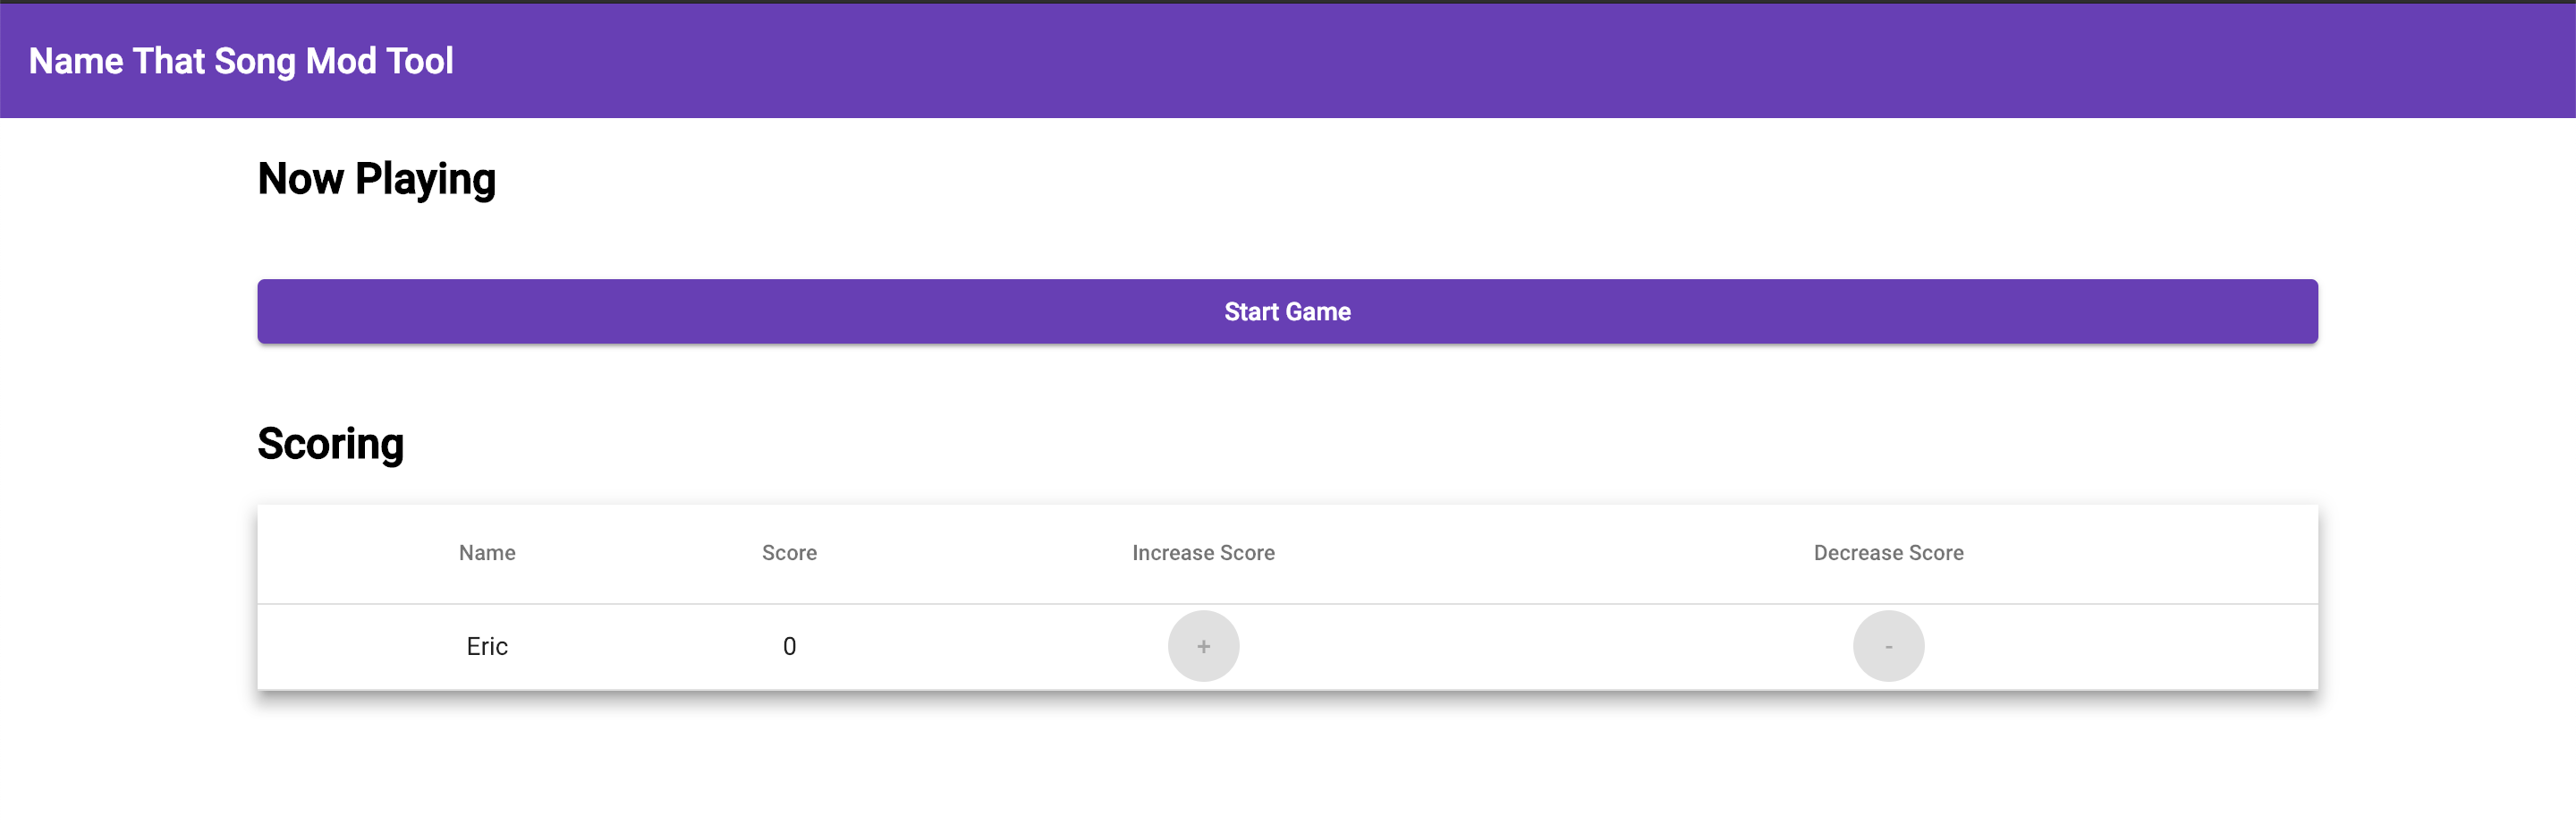 Name That Song Mod Tool
Now Playing
Start Game
Scoring
Name Score Increase Score Decrease Score
Eric 0 + -